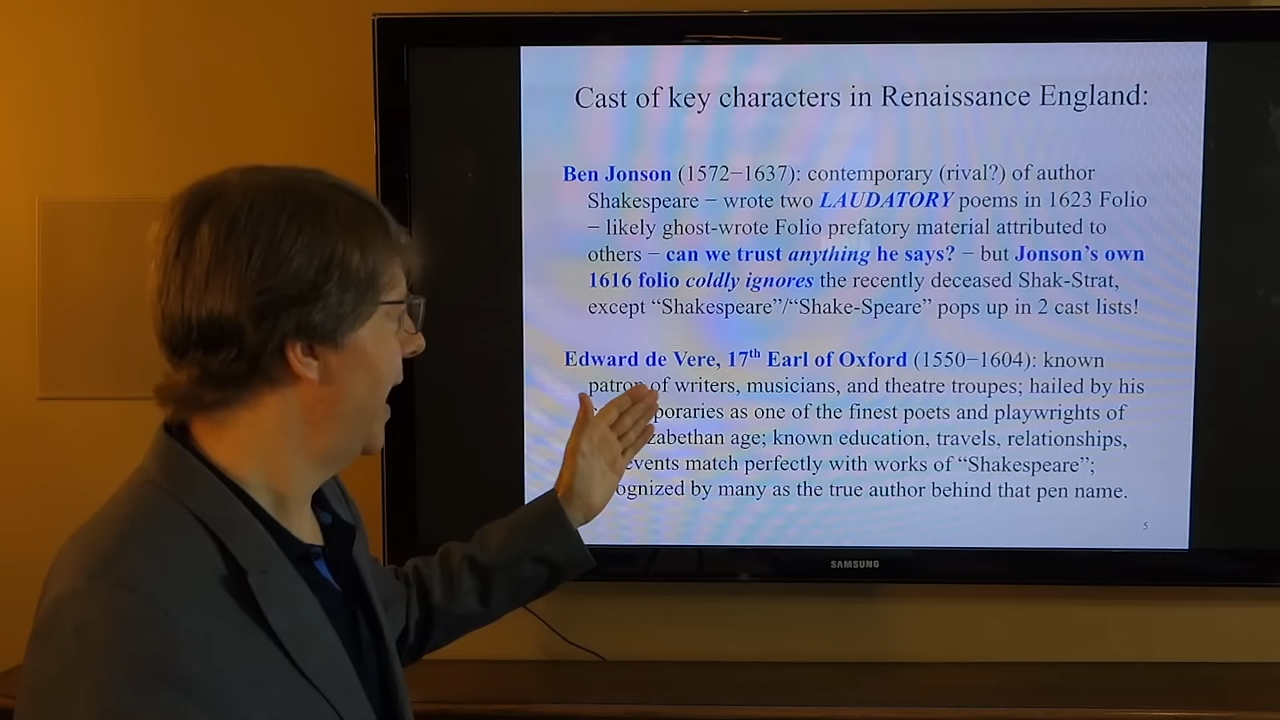 Cast of key characters in Renaissance England:
Ben Jonson (1572−1637): contemporary (rival?) of author
Shakespeare − wrote two LAUDATORY poems in 1623 Folio
− likely ghost-wrote Folio prefatory material attributed to
others − can we trust anything he says? − but Jonson’s own
1616 folio coldly ignores the recently deceased Shak-Strat,
except “Shakespeare”/“Shake-Speare” pops up in 2 cast lists!
Edward de Vere, 17th Earl of Oxford (1550−1604): known
patron of writers, musicians, and theatre troupes; hailed by his
poraries as one of the finest poets and playwrights of
zabethan age; known education, travels, relationships,
events match perfectly with works of “Shakespeare”;
ognized by many as the true author behind that pen name.
5
SAMSUNG